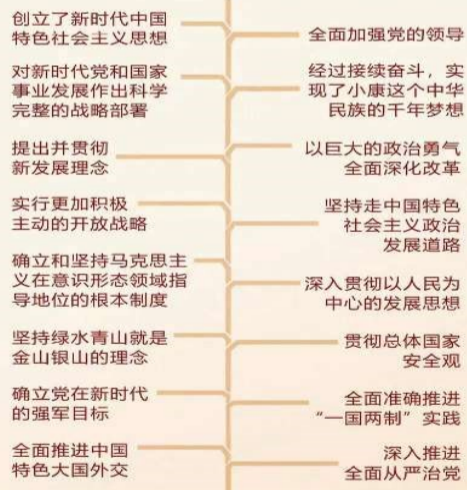 创立了新时代中国
特色社会主义思想
全面加强党的领导
对新时代党和国家
事业发展作出科学
完整的战略部署
经过接续奋斗，实
现了小康这个中华
民族的千年梦想
提出并贯彻
新发展理念
以巨大的政治勇气
全面深化改革
实行更加积极
主动的开放战略
坚持走中国特色
社会主义政治
发展道路
确立和坚持马克思主
义在意识形态领域指
导地位的根本制度
深入贯彻以人民为
中心的发展思想
坚持绿水青山就是
金山银山的理念
贯彻总体国家
安全观
确立党在新时代
的强军目标
全面准确推进
“一国两制”实践
全面推进中国
特色大国外交
深入推进
全面从严治党